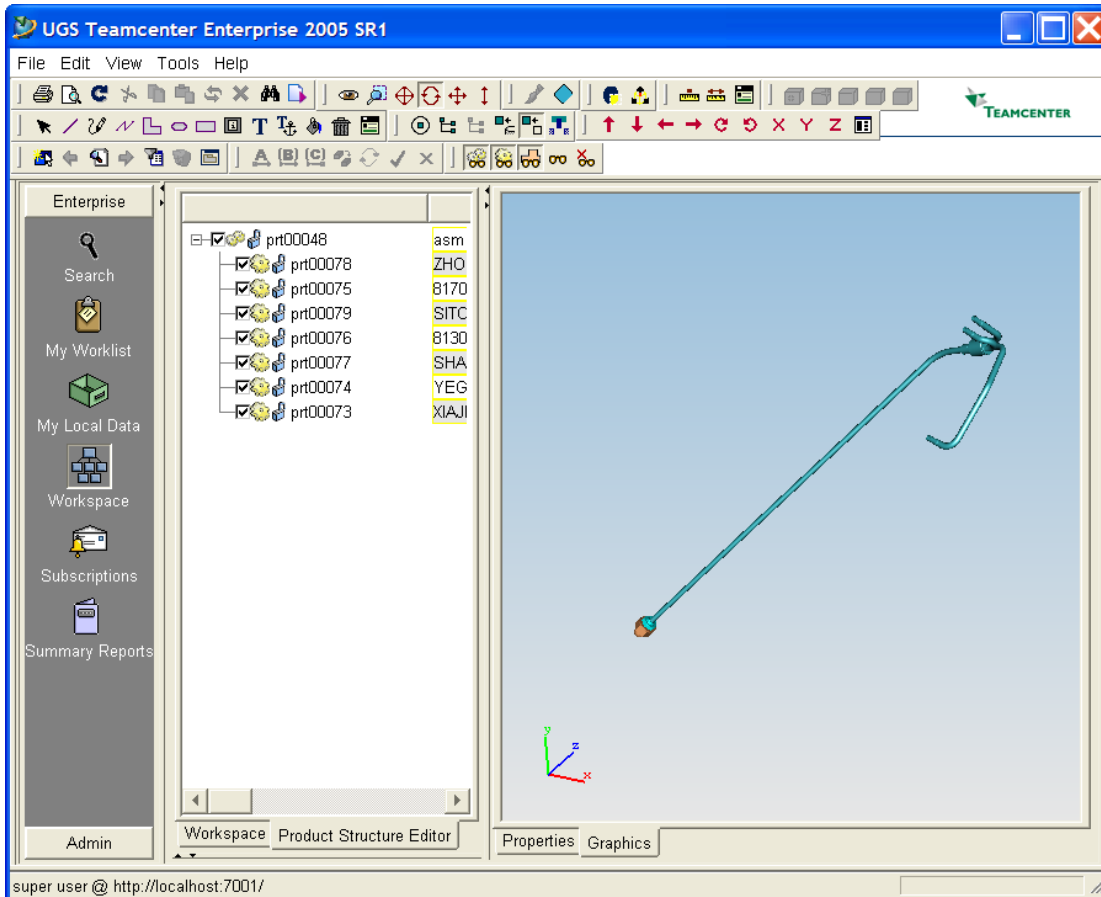 UGS Teamcenter Enterprise 2005 SR1
File Edit View Tools Help
TEAMCENTER
T
X Y Z
A [B] [C]
Enterprise
Search
My Worklist
My Local Data
Workspace
Subscriptions
Summary Reports
Admin
prt00048 asm
prt00078 ZHO
prt00075 8170
prt00079 SITC
prt00076 8130
prt00077 SHA
prt00074 YEG
prt00073 XIAJI
Workspace Product Structure Editor
y
z
x
Properties Graphics
super user @ http://localhost:7001/